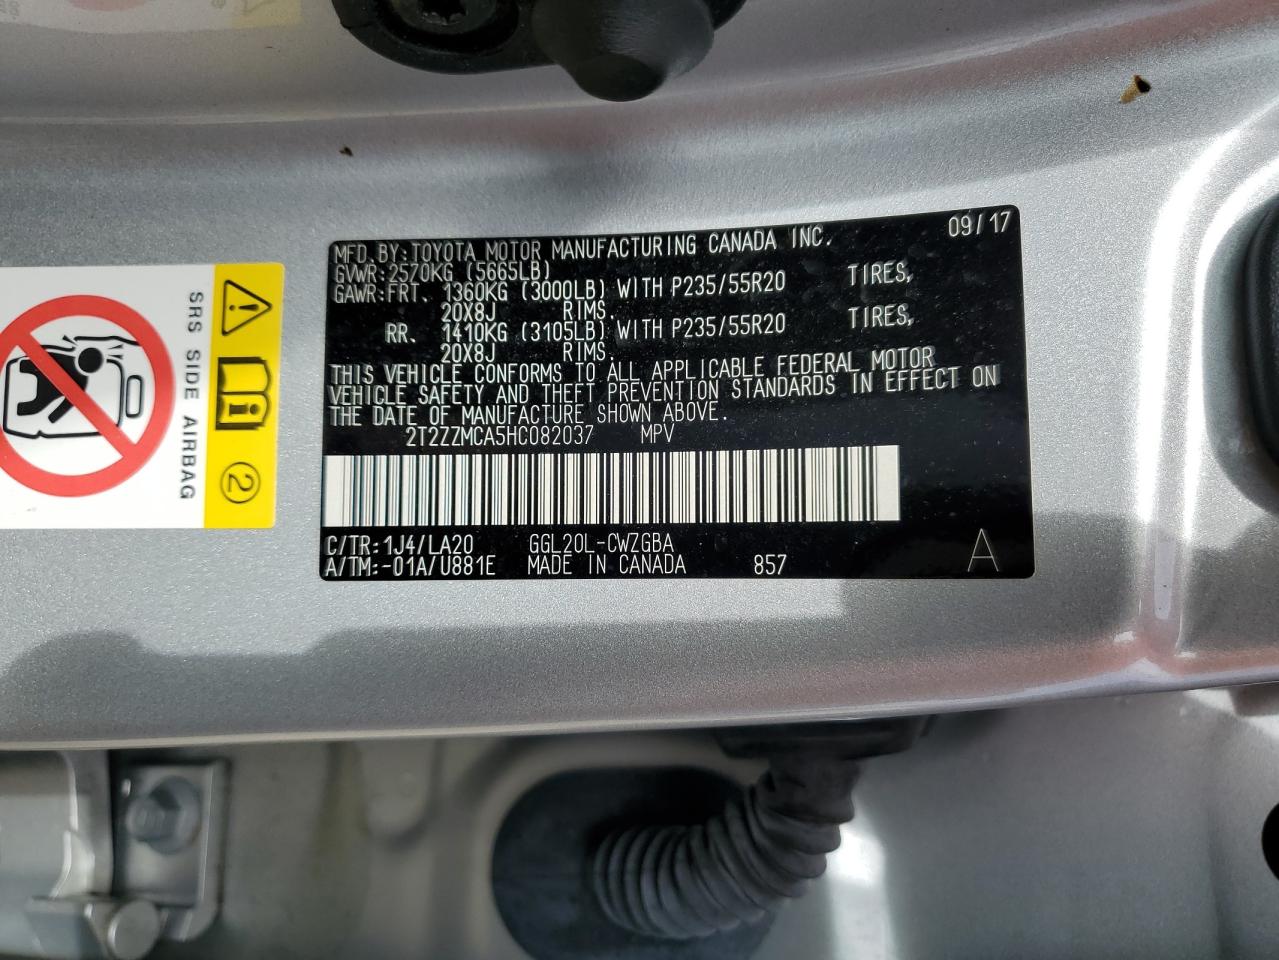 MFD.BY:TOYOTA MOTOR MANUFACTURING CANADA INC. 09/17
GVWR:2570KG (5665LB)
GAWR:FRT. 1360KG (3000LB) WITH P235/55R20 TIRES,
20X8J RIMS.
RR. 1410KG (3105LB) WITH P235/55R20 TIRES,
20X8J RIMS.
THIS VEHICLE CONFORMS TO ALL APPLICABLE FEDERAL MOTOR
VEHICLE SAFETY AND THEFT PREVENTION STANDARDS IN EFFECT ON
THE DATE OF MANUFACTURE SHOWN ABOVE.
2T2ZZMCA5HC082037 MPV
C/TR:1J4/LA20 GGL20L-CWZGBA
A/TM:-01A/U881E MADE IN CANADA 857 A
SRS SIDE AIRBAG
2